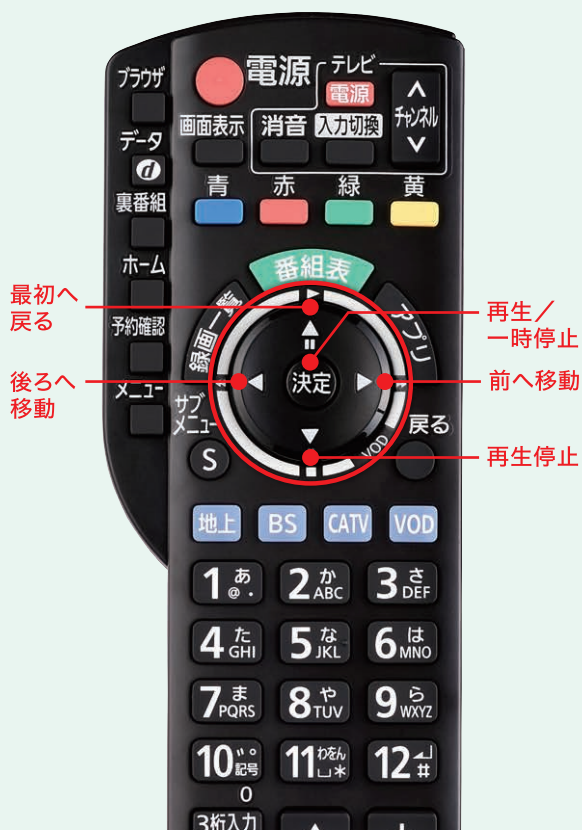 ブラウザ
電源
テレビ
電源
チャンネル
画面表示
消音
入力切換
データ
d
裏番組
青
赤
緑
黄
ホーム
番組表
録画一覧
アプリ
予約確認
メニュー
最初へ
戻る
再生／
一時停止
後ろへ
移動
決定
前へ移動
サブ
メニュー
S
VOD
戻る
再生停止
地上
BS
CATV
VOD
1 あ @ .
2 か ABC
3 さ DEF
4 た GHI
5 な JKL
6 は MNO
7 ま PQRS
8 や TUV
9 ら WXYZ
10 ゛゜ 記号
11 わをん ␣*
12 #
0
3桁入力